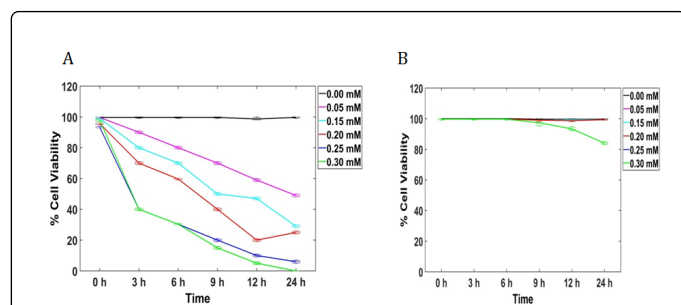 A
B
120
100
80
60
40
20
0
% Cell Viability
0 h
3 h
6 h
9 h
12 h
24 h
Time
0.00 mM
0.05 mM
0.15 mM
0.20 mM
0.25 mM
0.30 mM
120
100
80
60
40
20
0
% Cell Viability
0 h
3 h
6 h
9 h
12 h
24 h
Time
0.00 mM
0.05 mM
0.15 mM
0.20 mM
0.25 mM
0.30 mM